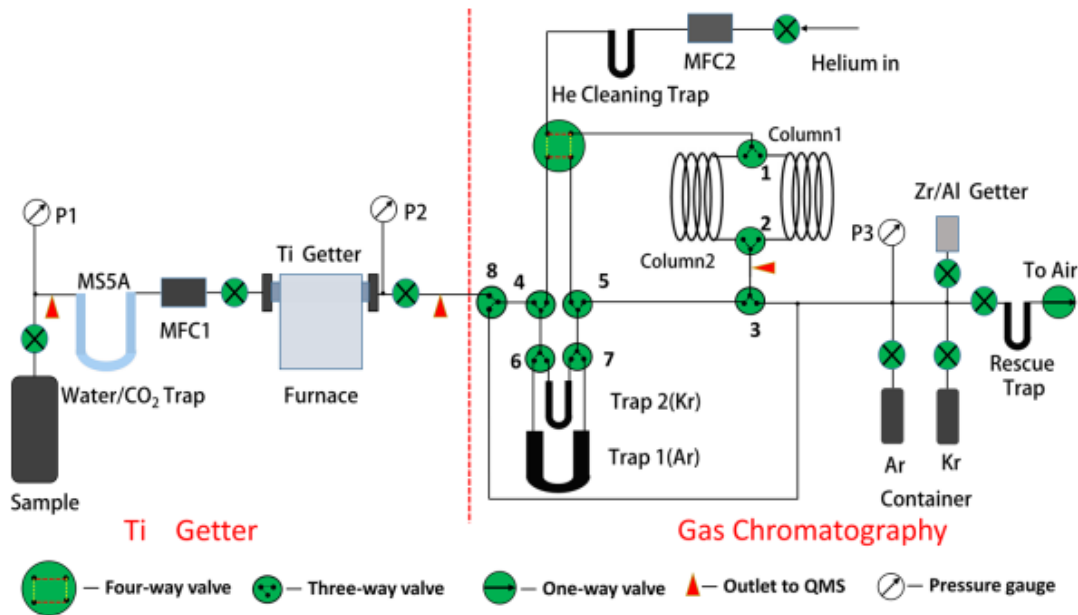 Helium in
MFC2
He Cleaning Trap
Column1
1
P1
P2
Zr/Al Getter
P3
Ti Getter
2
MS5A
Column2
To Air
8
4
5
MFC1
3
Water/CO₂ Trap
Furnace
6
7
Rescue
Trap
Trap 2(Kr)
Trap 1(Ar)
Ar
Kr
Sample
Container
Ti Getter
Gas Chromatography
— Four-way valve
— Three-way valve
— One-way valve
— Outlet to QMS
— Pressure gauge